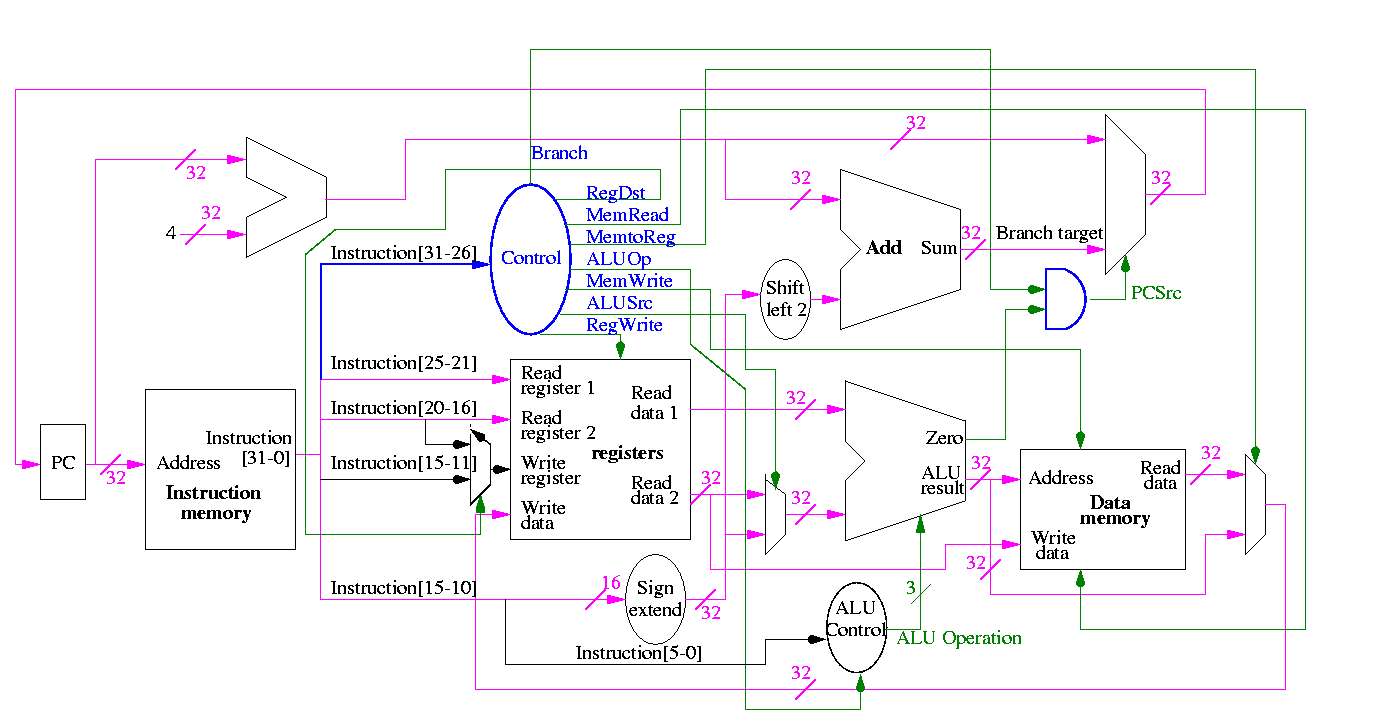 32
32
32
Branch
32
32
32
RegDst
MemRead
MemtoReg
ALUOp
MemWrite
ALUSrc
RegWrite
4
32
Control
Instruction[31-26]
Add
Sum
32
Branch target
Shift
left 2
PCSrc
Instruction[25-21]
Instruction[20-16]
Instruction[15-11]
Read
register 1
Read
register 2
Write
register
Write
data
registers
Read
data 1
Read
data 2
32
32
32
Zero
ALU
result
32
PC
32
Address
Instruction
[31-0]
Instruction
memory
Address
Read
data
Data
memory
Write
data
32
32
Instruction[15-10]
16
Sign
extend
32
ALU
Control
3
ALU Operation
Instruction[5-0]
32